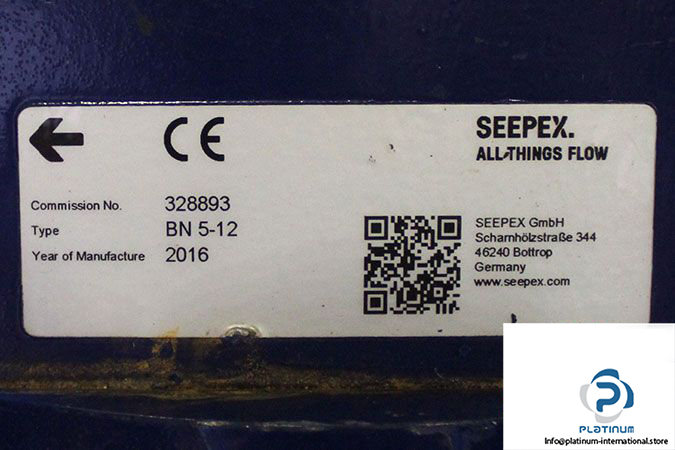 CE
SEEPEX.
ALL THINGS FLOW
Commission No. 328893
Type BN 5-12
Year of Manufacture 2016
SEEPEX GmbH
Scharnhölzstraße 344
46240 Bottrop
Germany
www.seepex.com
PLATINUM
Info@platinum-international.store